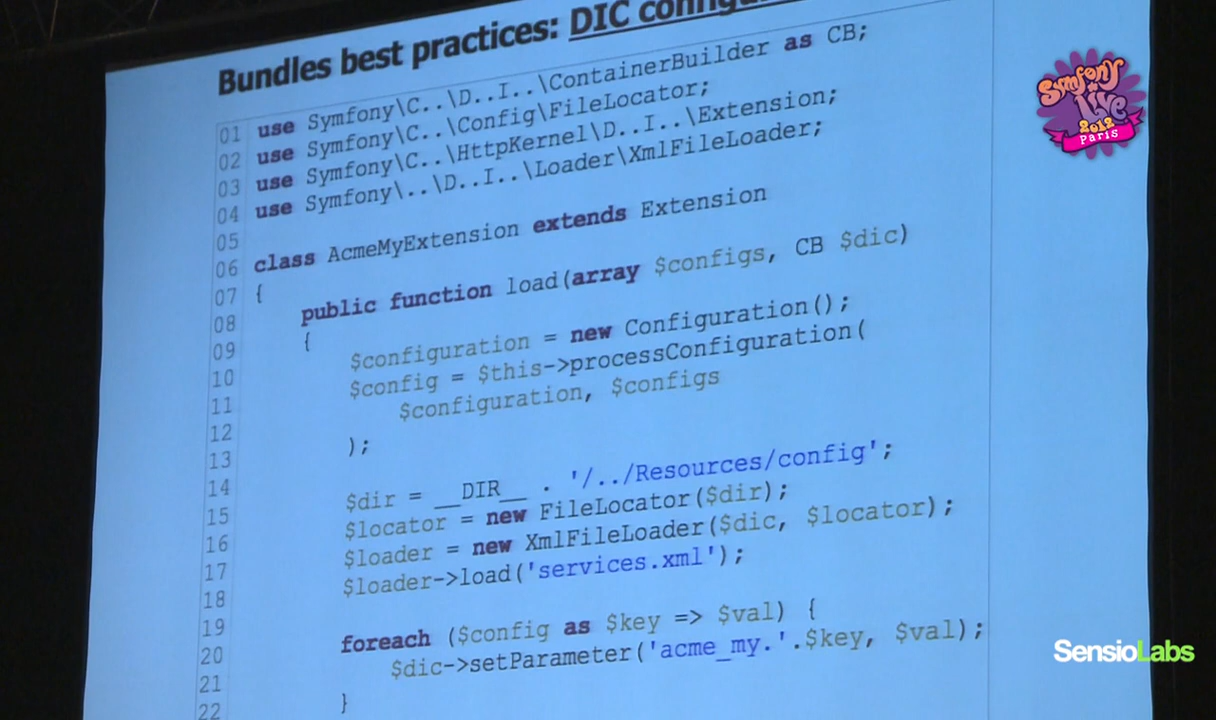 Bundles best practices: DIC
01 use Symfony\C..\D..I..\ContainerBuilder as CB;
02 use Symfony\C..\Config\FileLocator;
03 use Symfony\C..\HttpKernel\D..I..\Extension;
04 use Symfony\..\D..I..\Loader\XmlFileLoader;
05
06 class AcmeMyExtension extends Extension
07 {
08 public function load(array $configs, CB $dic)
09 {
10 $configuration = new Configuration();
11 $config = $this->processConfiguration(
12 $configuration, $configs
13 );
14
15 $dir = __DIR__ . '/../Resources/config';
16 $locator = new FileLocator($dir);
17 $loader = new XmlFileLoader($dic, $locator);
18 $loader->load('services.xml');
19
20 foreach ($config as $key => $val) {
21 $dic->setParameter('acme_my.'.$key, $val);
22 }
Symfony
Live
2012
Paris
SensioLabs